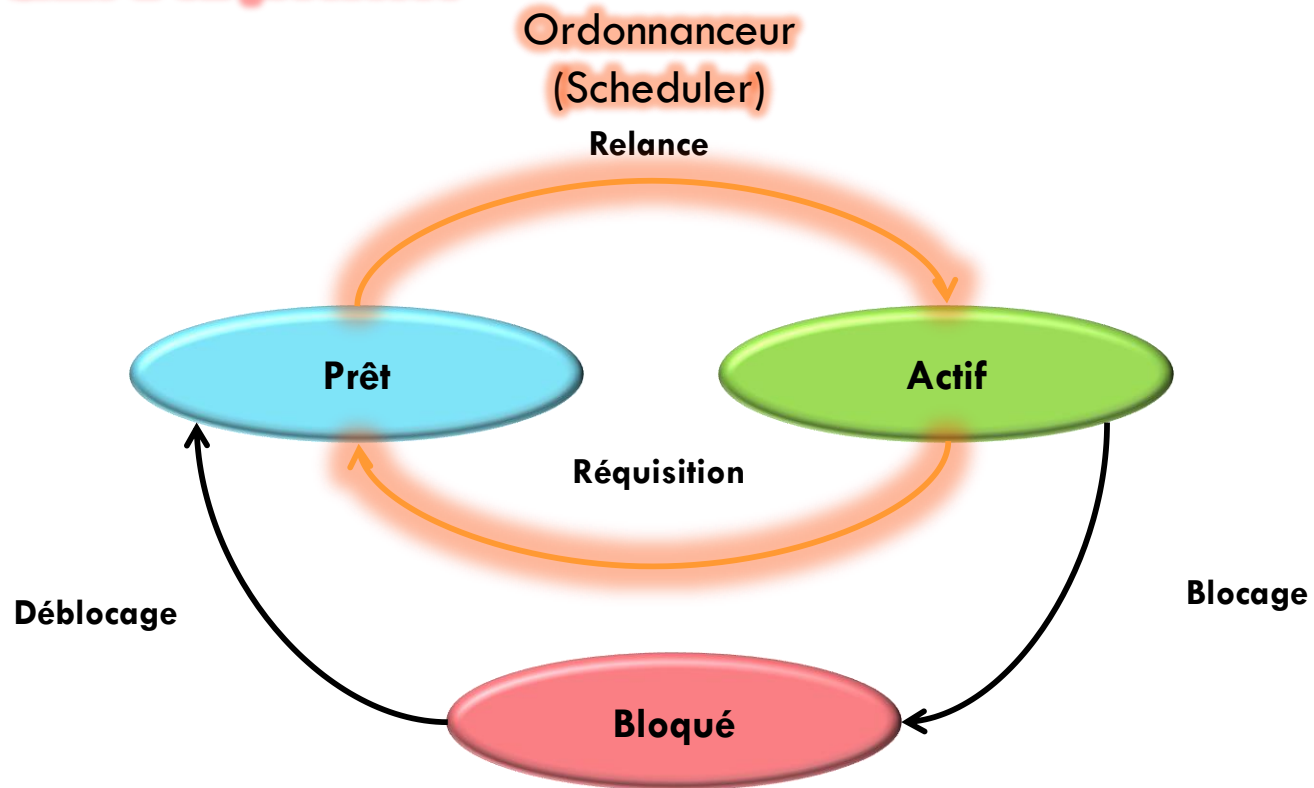 Ordonnanceur
(Scheduler)
Relance
Prêt
Actif
Réquisition
Déblocage
Blocage
Bloqué